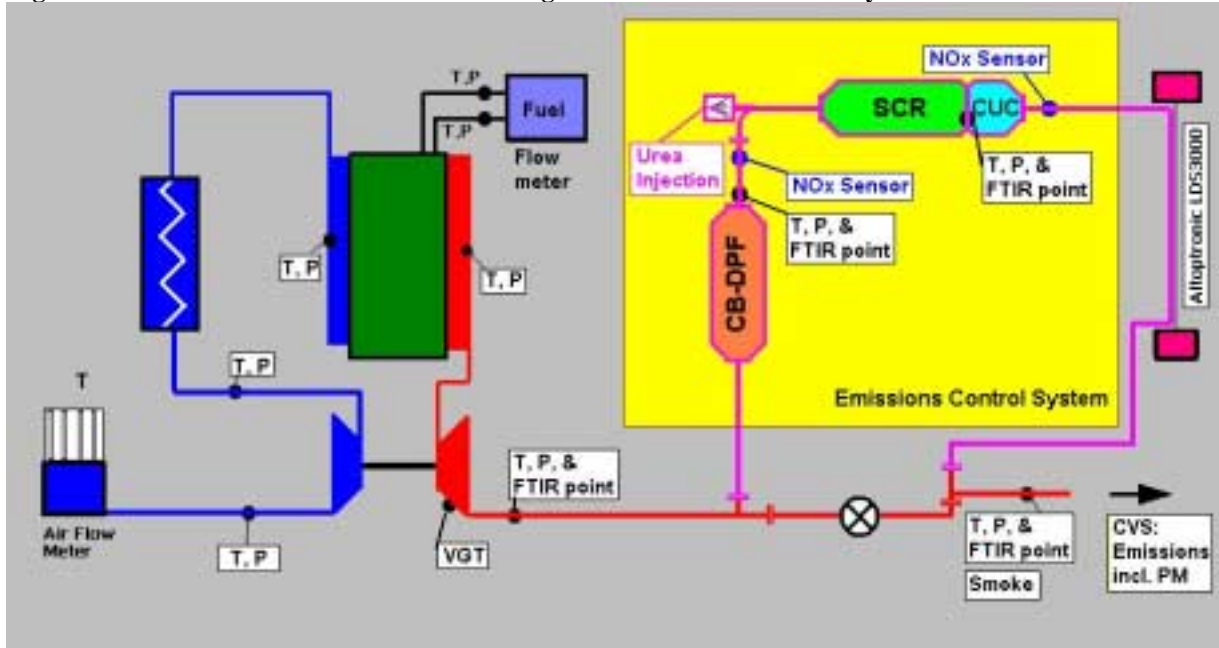 T,P
Fuel
T,P
Flow
meter
NOx Sensor
SCR
CUC
Urea
Injection
T, P, &
FTIR point
NOx Sensor
T, P, &
FTIR point
CB-DPF
Altoptronic LDS3000
T, P
T, P
T, P
T
Emissions Control System
T, P, &
FTIR point
Air Flow
Meter
T, P
VGT
T, P, &
FTIR point
Smoke
CVS:
Emissions
incl. PM